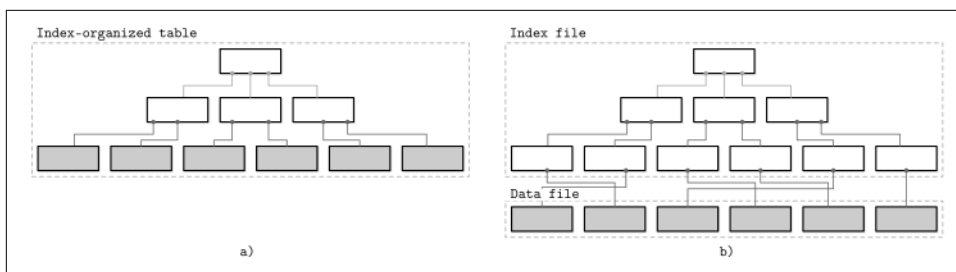 Index-organized table
Index file
Data file
a)
b)